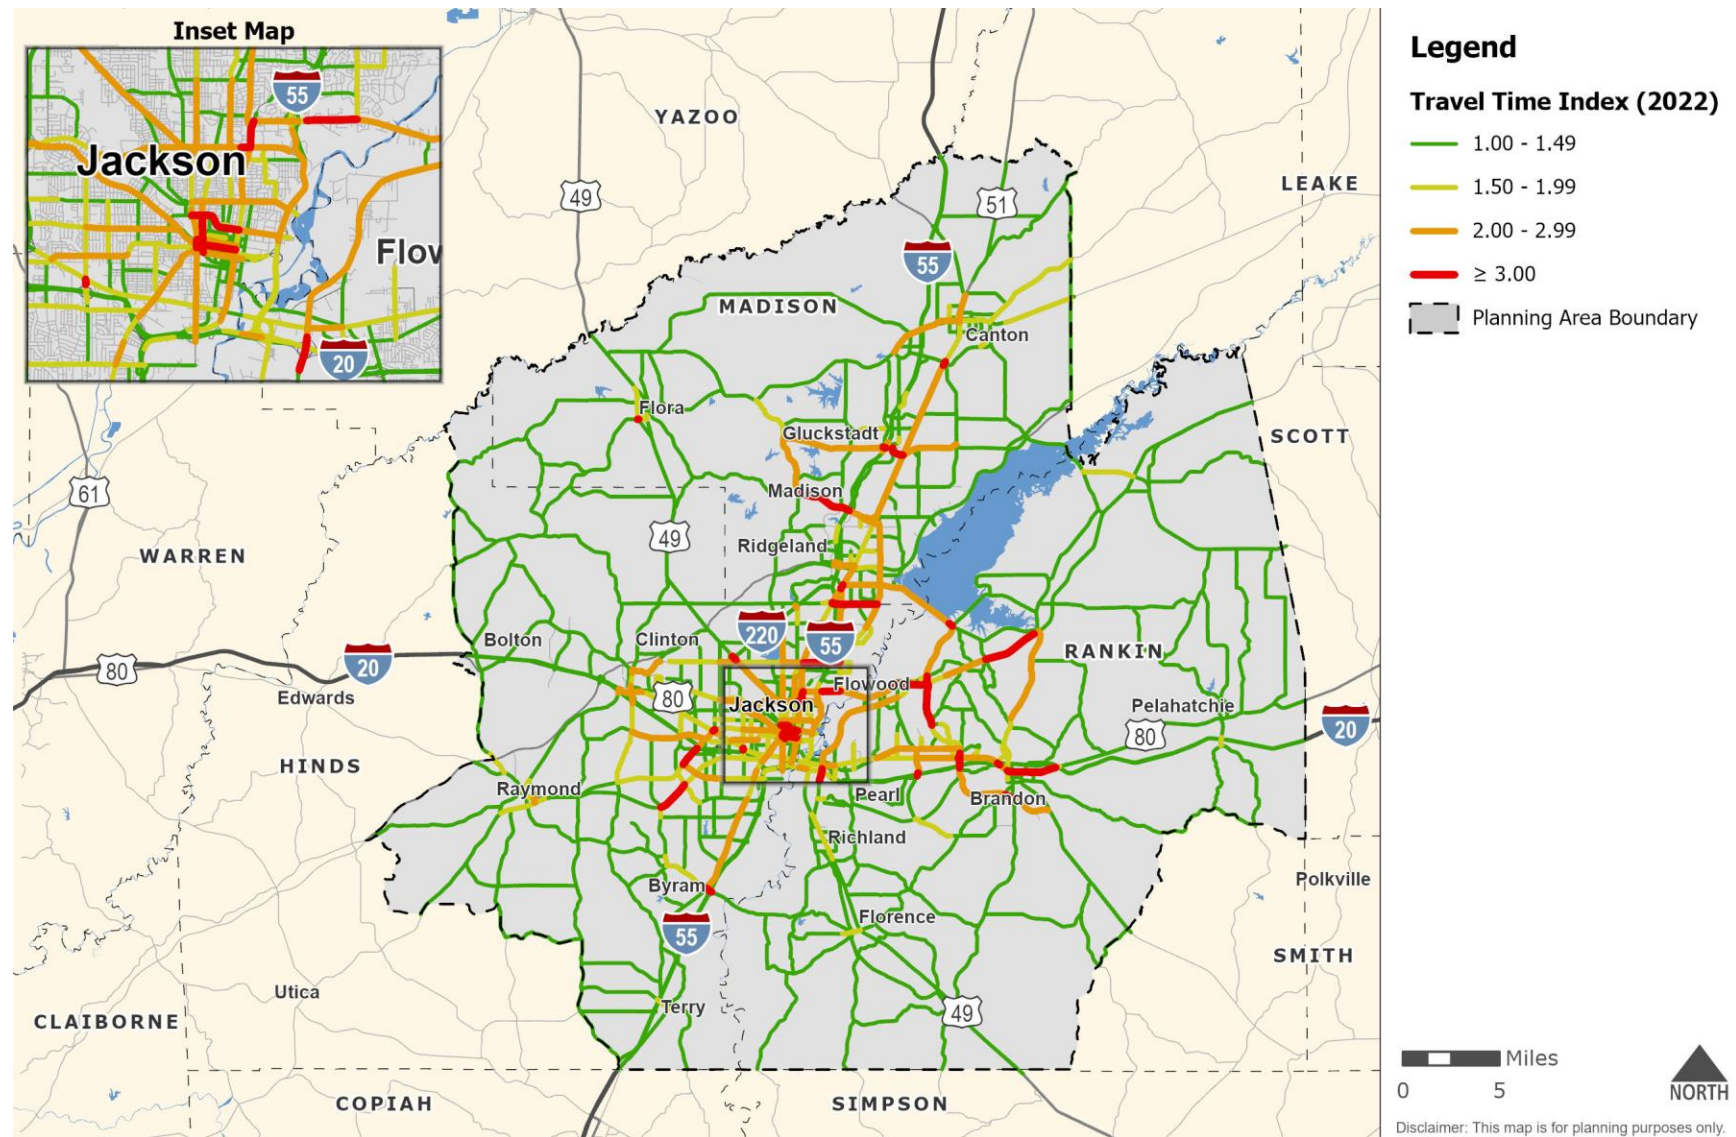 Inset Map
55
Jackson
Flow
20
YAZOO
LEAKE
49
51
55
MADISON
Canton
Flora
Gluckstadt
SCOTT
61
Madison
49
Ridgeland
WARREN
220
55
Bolton
Clinton
RANKIN
80
20
Edwards
80
Flowood
Jackson
Pelahatchie
80
20
HINDS
Raymond
Pearl
Brandon
Richland
Byram
Polkville
55
Florence
SMITH
Utica
Terry
49
CLAIBORNE
COPIAH
SIMPSON
Legend
Travel Time Index (2022)
1.00 - 1.49
1.50 - 1.99
2.00 - 2.99
≥ 3.00
Planning Area Boundary
Miles
0 5
NORTH
Disclaimer: This map is for planning purposes only.